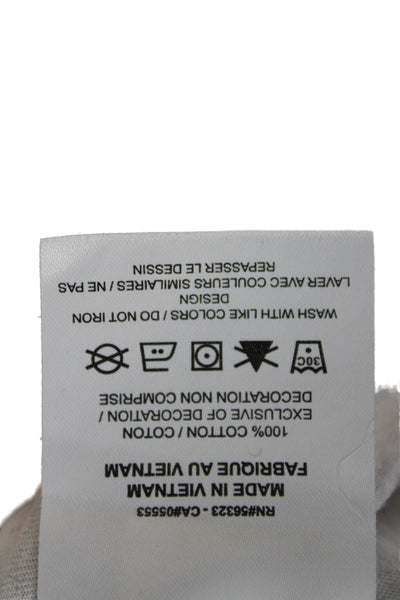 RN#56323 - CA#05553
MADE IN VIETNAM
FABRIQUE AU VIETNAM
100% COTTON / COTON
EXCLUSIVE OF DECORATION /
DECORATION NON COMPRISE
30C
WASH WITH LIKE COLORS / DO NOT IRON
DESIGN
LAVER AVEC COULEURS SIMILAIRES / NE PAS
REPASSER LE DESSIN